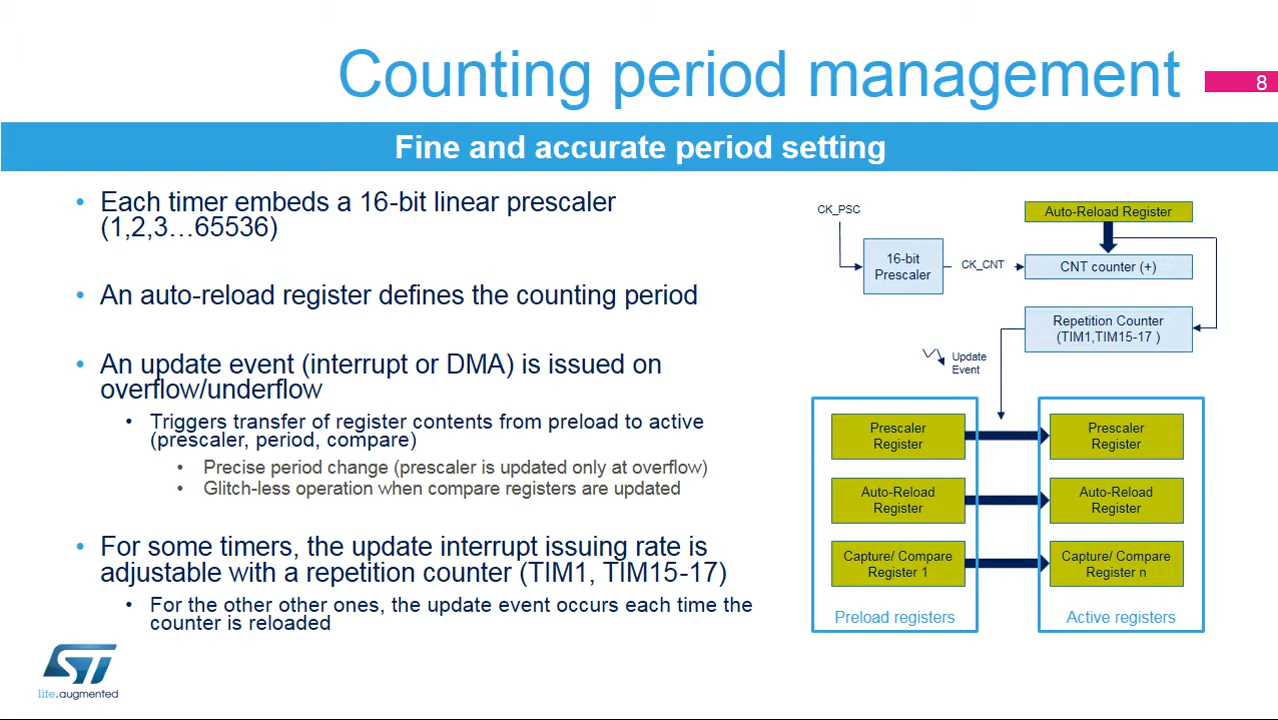 Counting period management
8
Fine and accurate period setting
• Each timer embeds a 16-bit linear prescaler
(1,2,3…65536)
• An auto-reload register defines the counting period
• An update event (interrupt or DMA) is issued on
overflow/underflow
• Triggers transfer of register contents from preload to active
(prescaler, period, compare)
• Precise period change (prescaler is updated only at overflow)
• Glitch-less operation when compare registers are updated
• For some timers, the update interrupt issuing rate is
adjustable with a repetition counter (TIM1, TIM15-17)
• For the other other ones, the update event occurs each time the
counter is reloaded
CK_PSC
16-bit
Prescaler
CK_CNT
Auto-Reload Register
CNT counter (+)
Repetition Counter
(TIM1,TIM15-17 )
Update
Event
Prescaler
Register
Auto-Reload
Register
Capture/ Compare
Register 1
Preload registers
Prescaler
Register
Auto-Reload
Register
Capture/ Compare
Register n
Active registers
ST
life.augmented